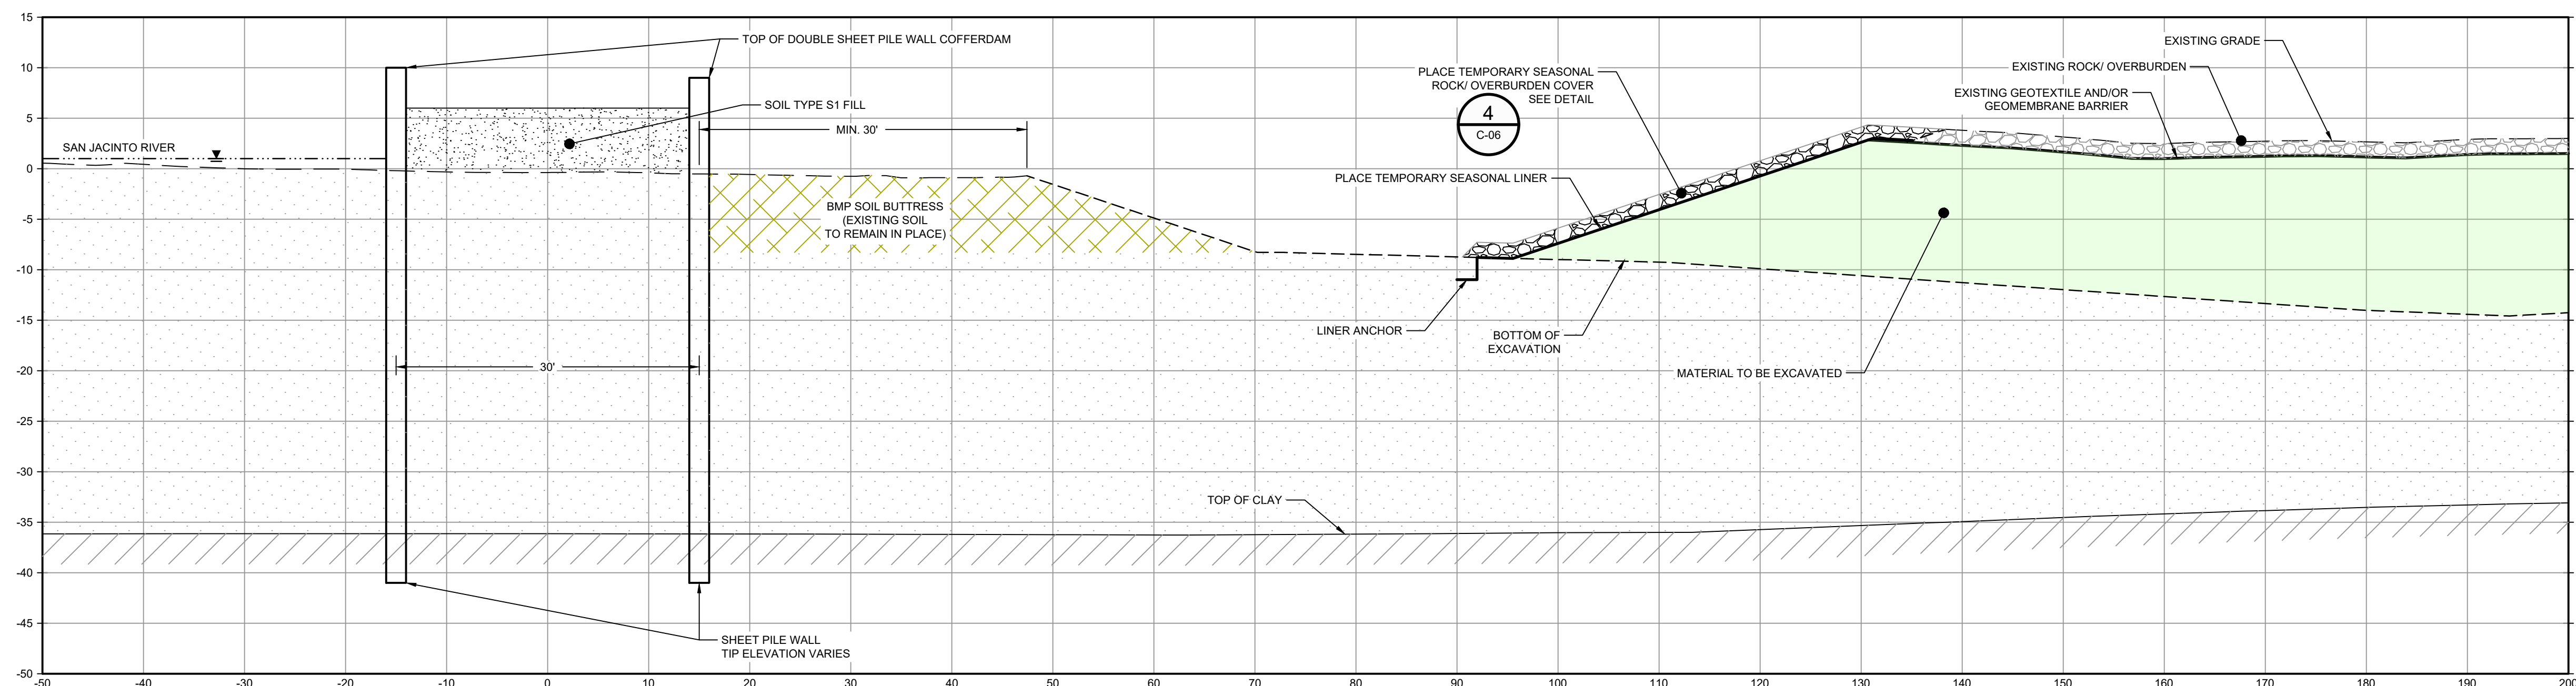 15
10
5
0
-5
-10
-15
-20
-25
-30
-35
-40
-45
-50
-50
-40
-30
-20
-10
0
10
20
30
40
50
60
70
80
90
100
110
120
130
140
150
160
170
180
190
200
TOP OF DOUBLE SHEET PILE WALL COFFERDAM
SOIL TYPE S1 FILL
MIN. 30'
SAN JACINTO RIVER
BMP SOIL BUTTRESS
(EXISTING SOIL
TO REMAIN IN PLACE)
30'
SHEET PILE WALL
TIP ELEVATION VARIES
PLACE TEMPORARY SEASONAL
ROCK/ OVERBURDEN COVER
SEE DETAIL
4
C-06
PLACE TEMPORARY SEASONAL LINER
LINER ANCHOR
BOTTOM OF
EXCAVATION
TOP OF CLAY
MATERIAL TO BE EXCAVATED
EXISTING GRADE
EXISTING ROCK/ OVERBURDEN
EXISTING GEOTEXTILE AND/OR
GEOMEMBRANE BARRIER